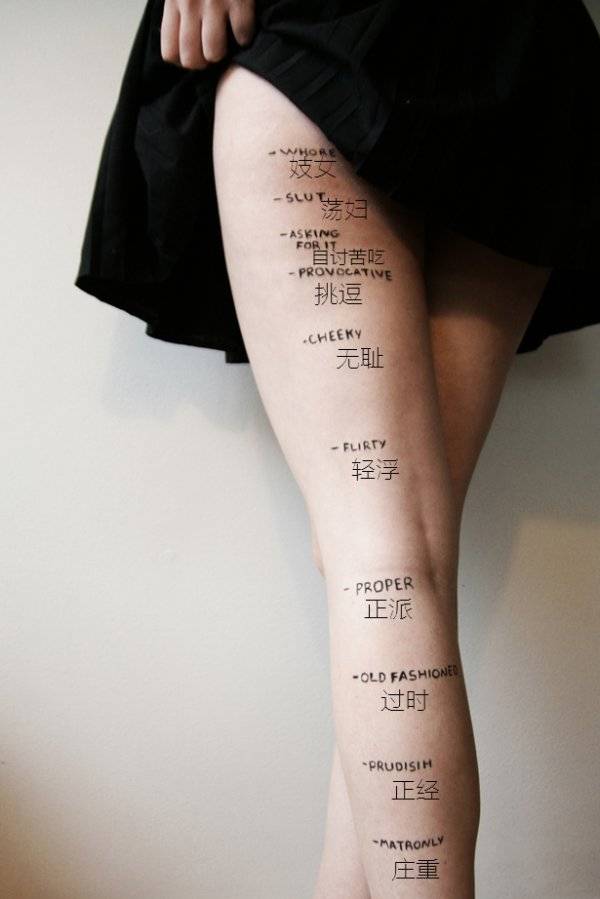 - WHORE
妓女
- SLUT
荡妇
- ASKING
FOR IT
自讨苦吃
- PROVOCATIVE
挑逗
- CHEEKY
无耻
- FLIRTY
轻浮
- PROPER
正派
- OLD FASHIONED
过时
- PRUDISIH
正经
- MATRONLY
庄重